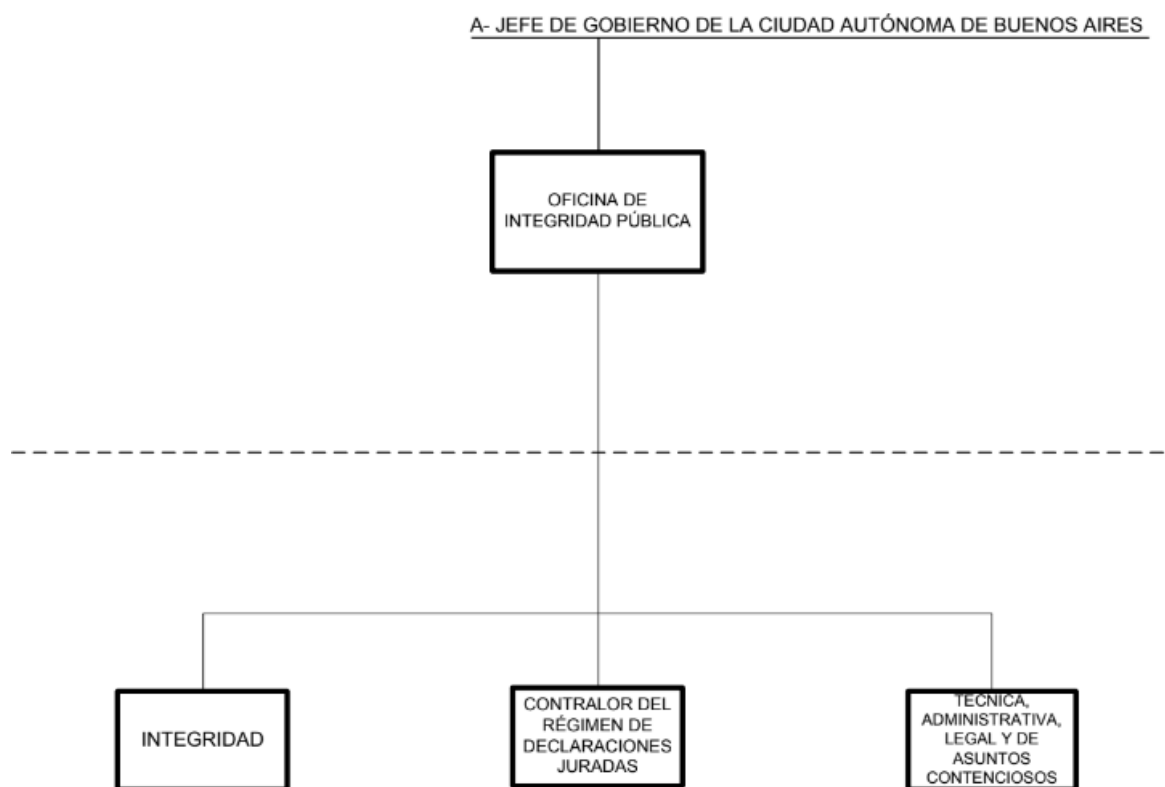 A- JEFE DE GOBIERNO DE LA CIUDAD AUTÓNOMA DE BUENOS AIRES
OFICINA DE
INTEGRIDAD PÚBLICA
INTEGRIDAD
CONTRALOR DEL
RÉGIMEN DE
DECLARACIONES
JURADAS
TECNICA,
ADMINISTRATIVA,
LEGAL Y DE
ASUNTOS
CONTENCIOSOS